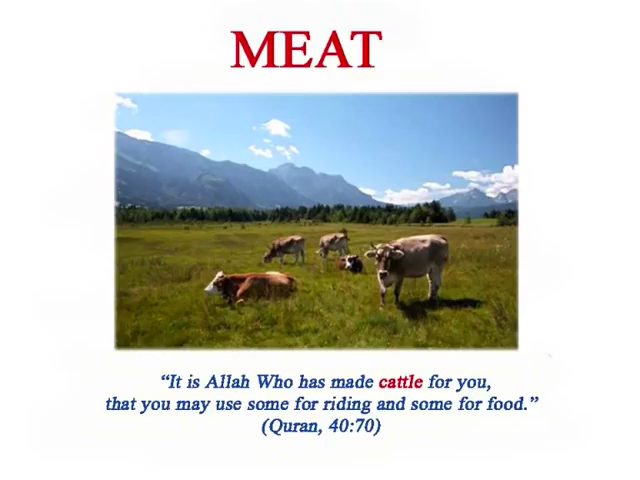 MEAT
“It is Allah Who has made cattle for you,
that you may use some for riding and some for food.”
(Quran, 40:70)